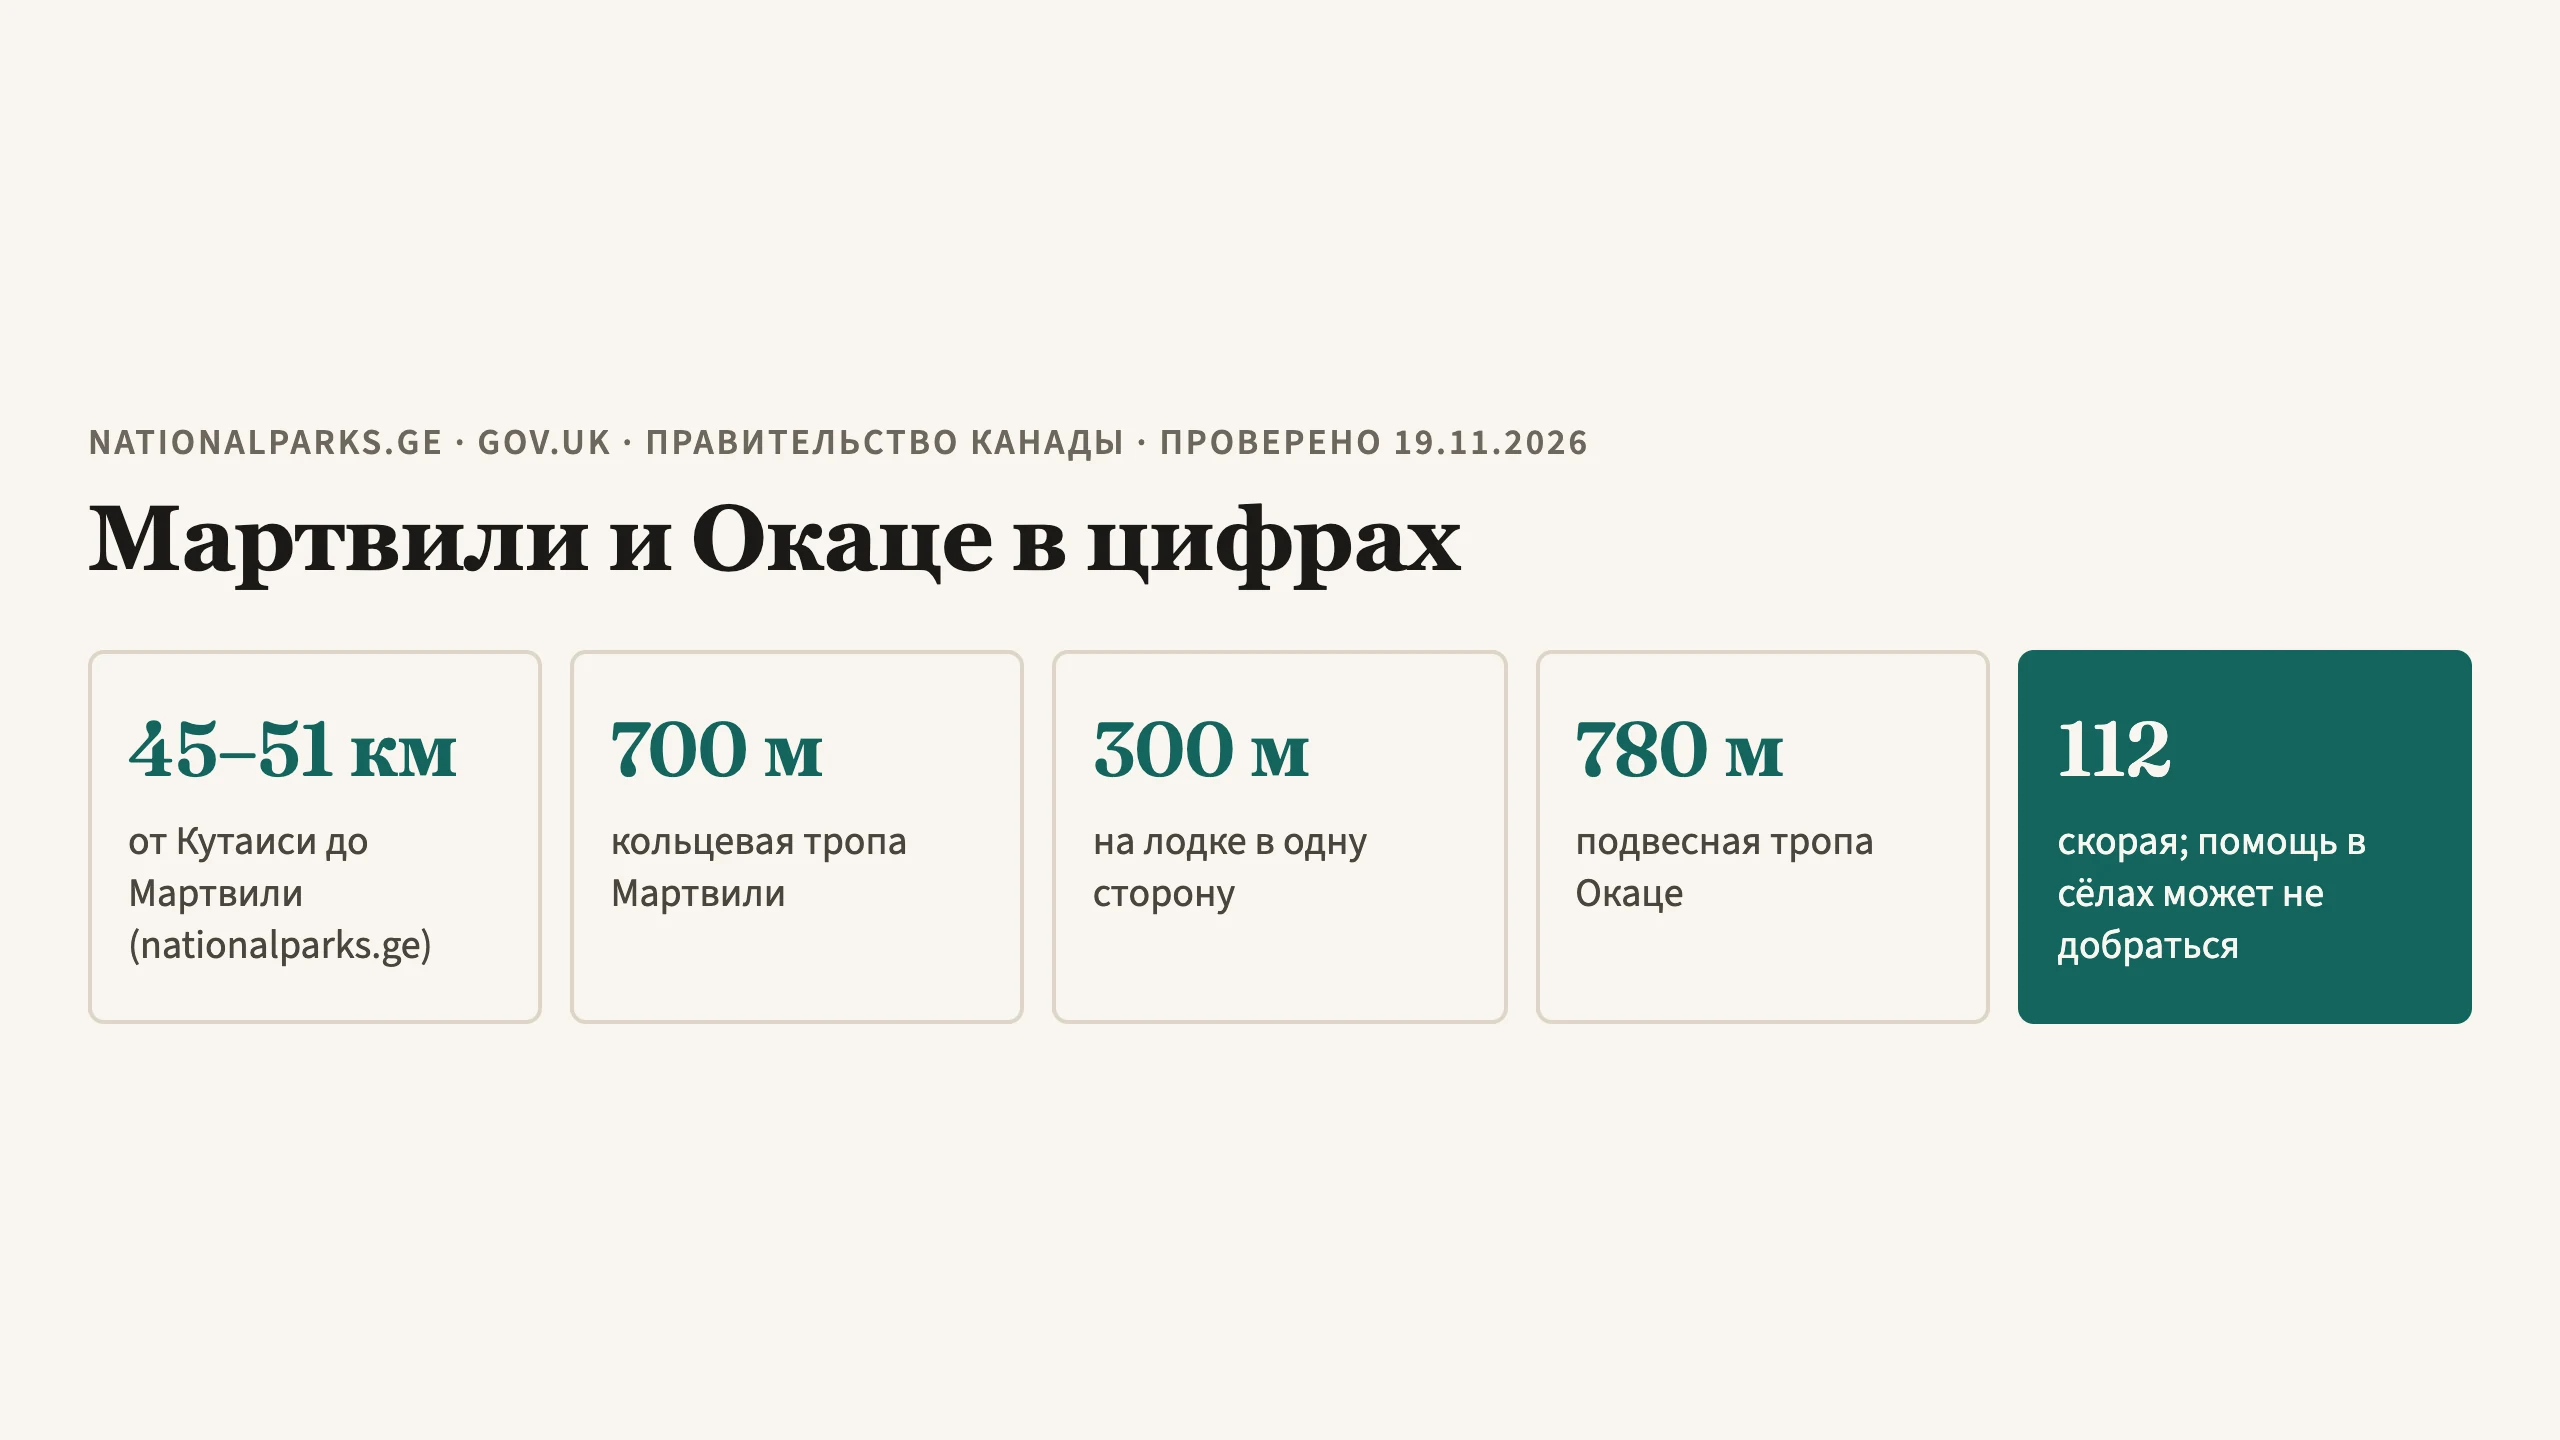 NATIONALPARKS.GE · GOV.UK · ПРАВИТЕЛЬСТВО КАНАДЫ · ПРОВЕРЕНО 19.11.2026
Мартвили и Окаце в цифрах
45–51 км
от Кутаиси до
Мартвили
(nationalparks.ge)
700 м
кольцевая тропа
Мартвили
300 м
на лодке в одну
сторону
780 м
подвесная тропа
Окаце
112
скорая; помощь в
сёлах может не
добраться